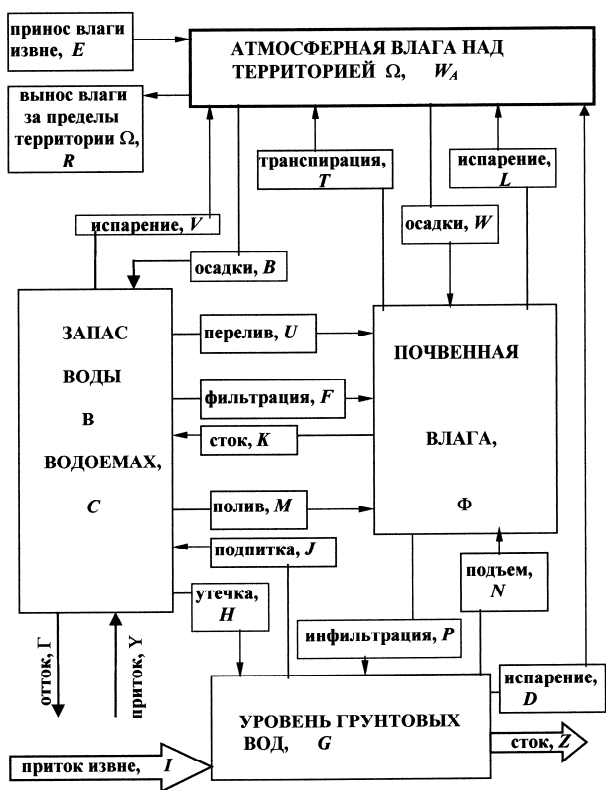 принос влаги
извне, E
АТМОСФЕРНАЯ ВЛАГА НАД
ТЕРРИТОРИЕЙ Ω, W_A
вынос влаги
за пределы
территории Ω,
R
транспирация,
T
испарение,
L
испарение, V
осадки, W
осадки, B
ЗАПАС
ВОДЫ
В
ВОДОЕМАХ,
C
перелив, U
фильтрация, F
сток, K
полив, M
подпитка, J
ПОЧВЕННАЯ
ВЛАГА,
Φ
утечка,
H
подъем,
N
инфильтрация, P
отток, Γ
приток, Y
испарение,
D
УРОВЕНЬ ГРУНТОВЫХ
ВОД, G
сток, Z
приток извне, I